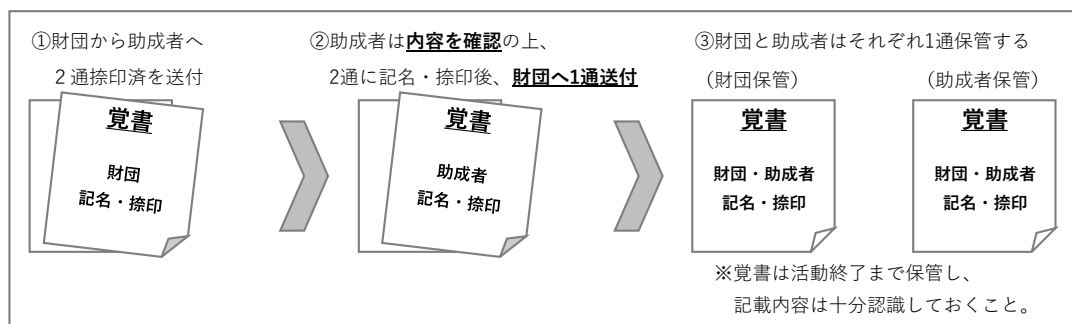 ①財団から助成者へ
２通捺印済を送付
覚書
財団
記名・捺印
②助成者は内容を確認の上、
2通に記名・捺印後、財団へ1通送付
覚書
助成者
記名・捺印
③財団と助成者はそれぞれ1通保管する
（財団保管）
覚書
財団・助成者
記名・捺印
（助成者保管）
覚書
財団・助成者
記名・捺印
※覚書は活動終了まで保管し、
記載内容は十分認識しておくこと。